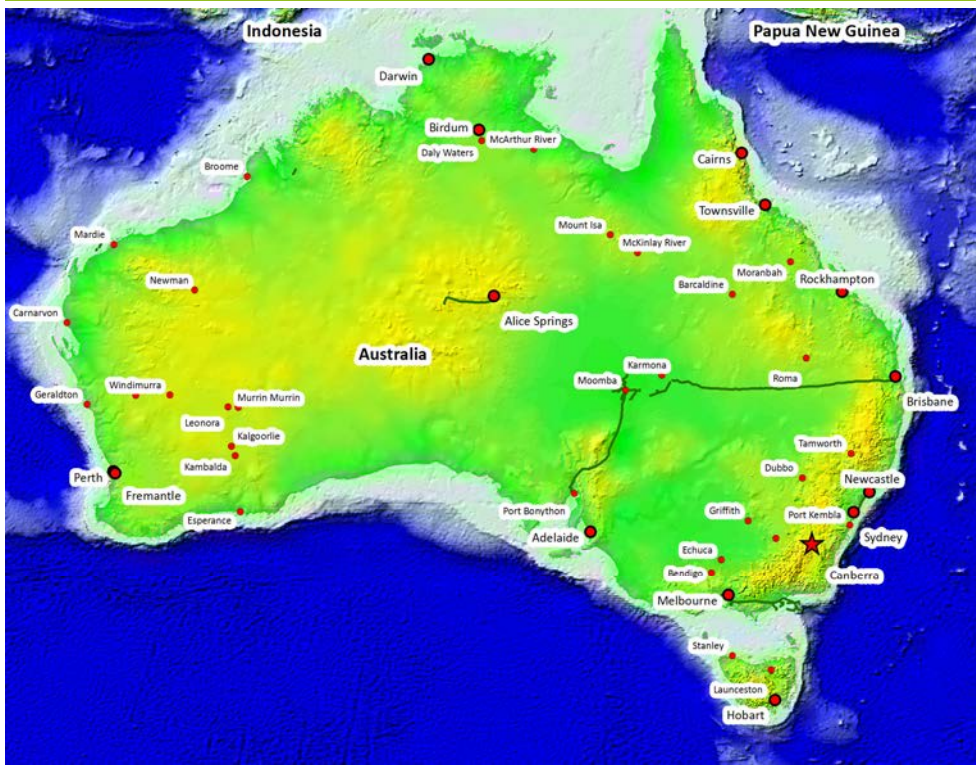 Indonesia
Papua New Guinea
Darwin
Birdum
McArthur River
Daly Waters
Cairns
Broome
Townsville
Mardie
Mount Isa
McKinlay River
Moranbah
Rockhampton
Newman
Barcaldine
Carnarvon
Alice Springs
Australia
Karmona
Roma
Moomba
Windimurra
Geraldton
Murrin Murrin
Brisbane
Leonora
Kalgoorlie
Tamworth
Kambalda
Dubbo
Perth
Newcastle
Fremantle
Port Bonython
Griffith
Port Kembla
Esperance
Adelaide
Sydney
Echuca
Bendigo
Canberra
Melbourne
Stanley
Launceston
Hobart